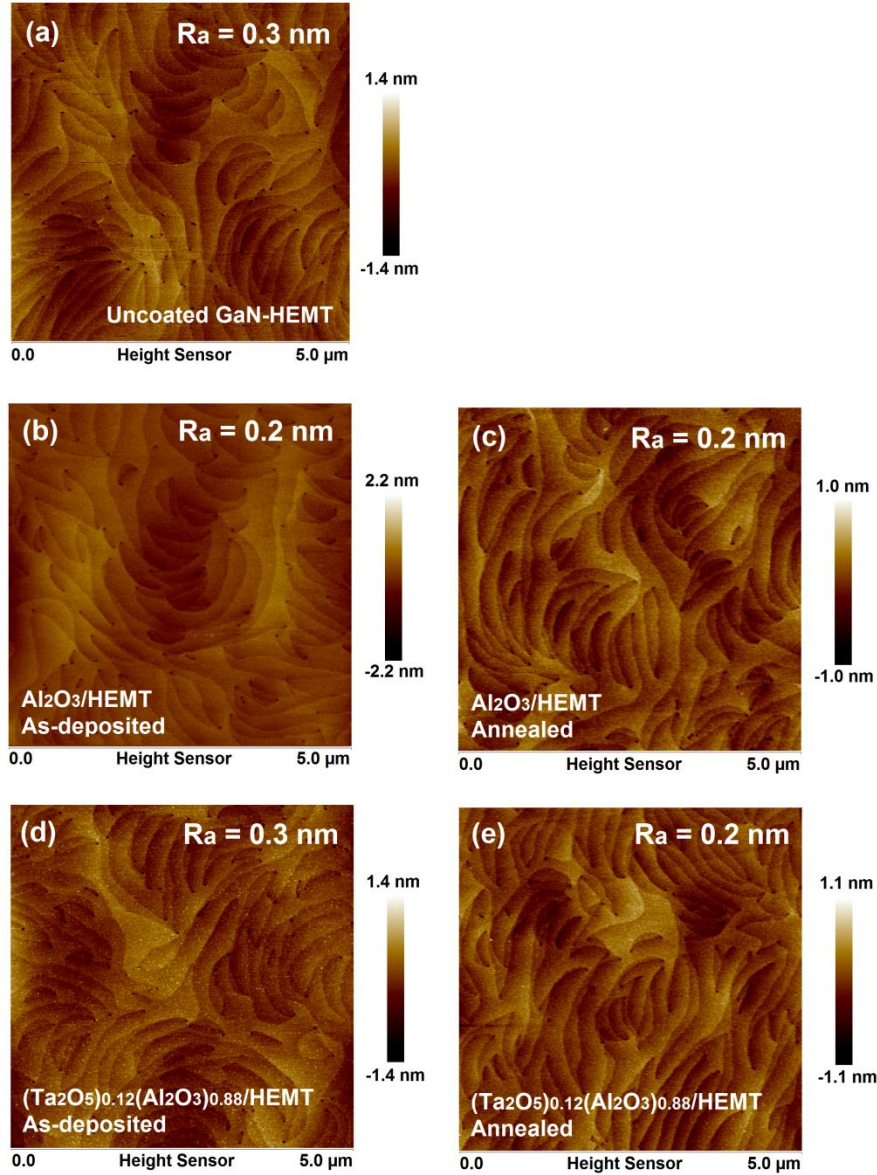 (a) Ra = 0.3 nm
1.4 nm
-1.4 nm
Uncoated GaN-HEMT
0.0 Height Sensor 5.0 µm
(b) Ra = 0.2 nm
2.2 nm
-2.2 nm
Al2O3/HEMT
As-deposited
0.0 Height Sensor 5.0 µm
(c) Ra = 0.2 nm
1.0 nm
-1.0 nm
Al2O3/HEMT
Annealed
0.0 Height Sensor 5.0 µm
(d) Ra = 0.3 nm
1.4 nm
-1.4 nm
(Ta2O5)0.12(Al2O3)0.88/HEMT
As-deposited
0.0 Height Sensor 5.0 µm
(e) Ra = 0.2 nm
1.1 nm
-1.1 nm
(Ta2O5)0.12(Al2O3)0.88/HEMT
Annealed
0.0 Height Sensor 5.0 µm